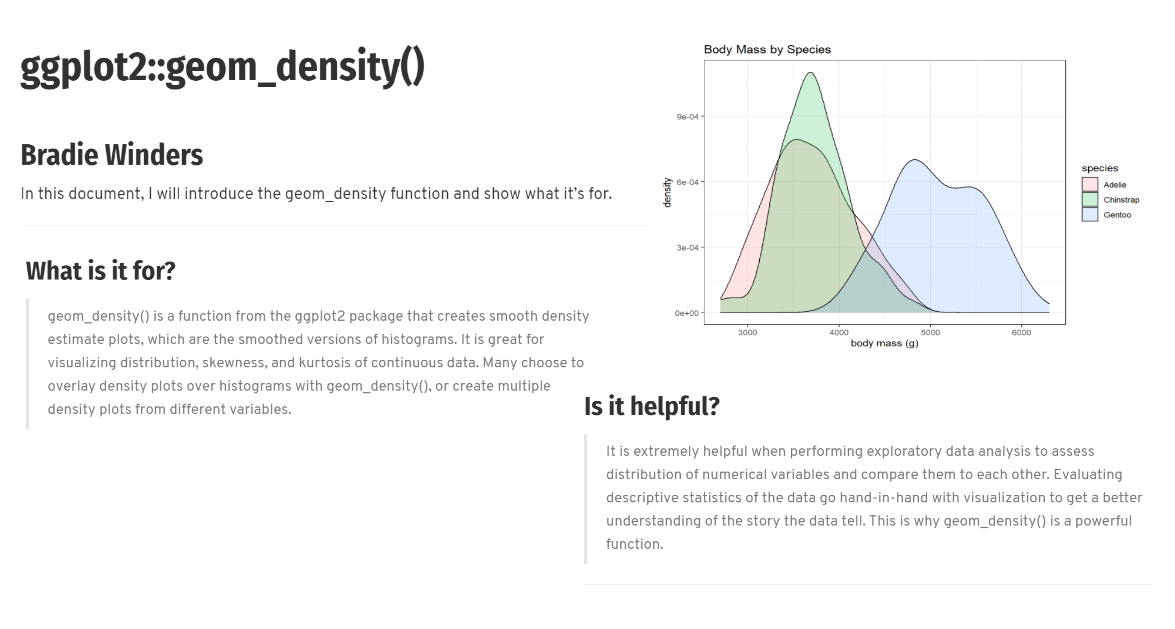 ggplot2::geom_density()
Bradie Winders
In this document, I will introduce the geom_density function and show what it’s for.
What is it for?
geom_density() is a function from the ggplot2 package that creates smooth density
estimate plots, which are the smoothed versions of histograms. It is great for
visualizing distribution, skewness, and kurtosis of continuous data. Many choose to
overlay density plots over histograms with geom_density(), or create multiple
density plots from different variables.
Body Mass by Species
density
9e-04
6e-04
3e-04
0e+00
3000
4000
5000
6000
body mass (g)
species
Adelie
Chinstrap
Gentoo
Is it helpful?
It is extremely helpful when performing exploratory data analysis to assess
distribution of numerical variables and compare them to each other. Evaluating
descriptive statistics of the data go hand-in-hand with visualization to get a better
understanding of the story the data tell. This is why geom_density() is a powerful
function.